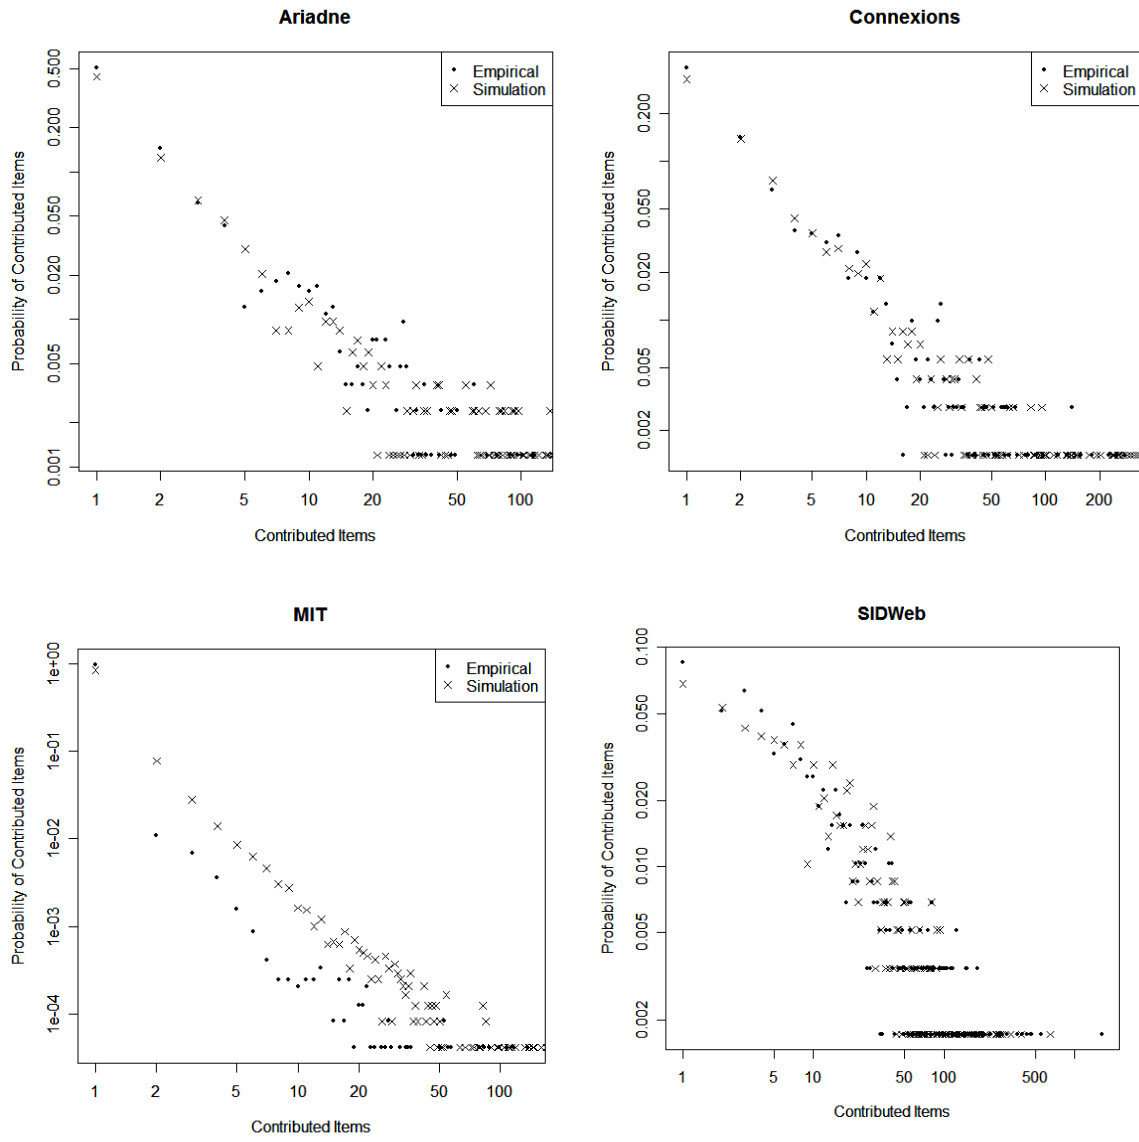 Ariadne
Empirical
Simulation
Probability of Contributed Items
0.500
0.200
0.050
0.020
0.005
0.001
1 2 5 10 20 50 100
Contributed Items
Connexions
Empirical
Simulation
Probability of Contributed Items
0.200
0.050
0.020
0.005
0.002
1 2 5 10 20 50 100 200
Contributed Items
MIT
Empirical
Simulation
Probability of Contributed Items
1e+00
1e-01
1e-02
1e-03
1e-04
1 2 5 10 20 50 100
Contributed Items
SIDWeb
Probability of Contributed Items
0.100
0.050
0.020
0.010
0.005
0.002
1 5 10 50 100 500
Contributed Items